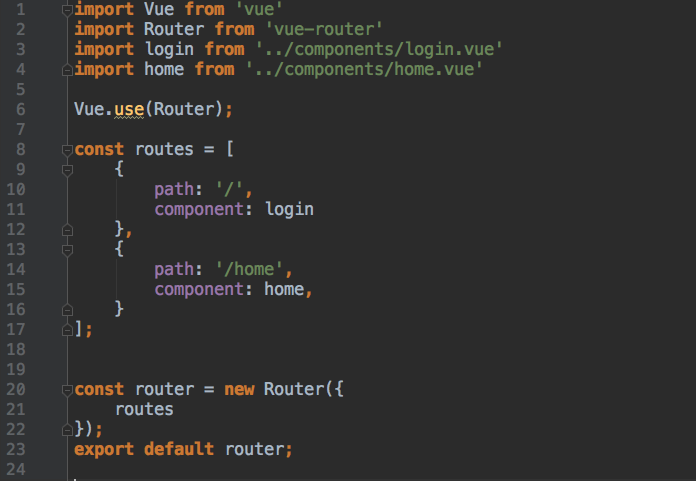 1 import Vue from 'vue'
2 import Router from 'vue-router'
3 import login from '../components/login.vue'
4 import home from '../components/home.vue'
5
6 Vue.use(Router);
7
8 const routes = [
9     {
10         path: '/',
11         component: login
12     },
13     {
14         path: '/home',
15         component: home,
16     }
17 ];
18
19
20 const router = new Router({
21     routes
22 });
23 export default router;
24